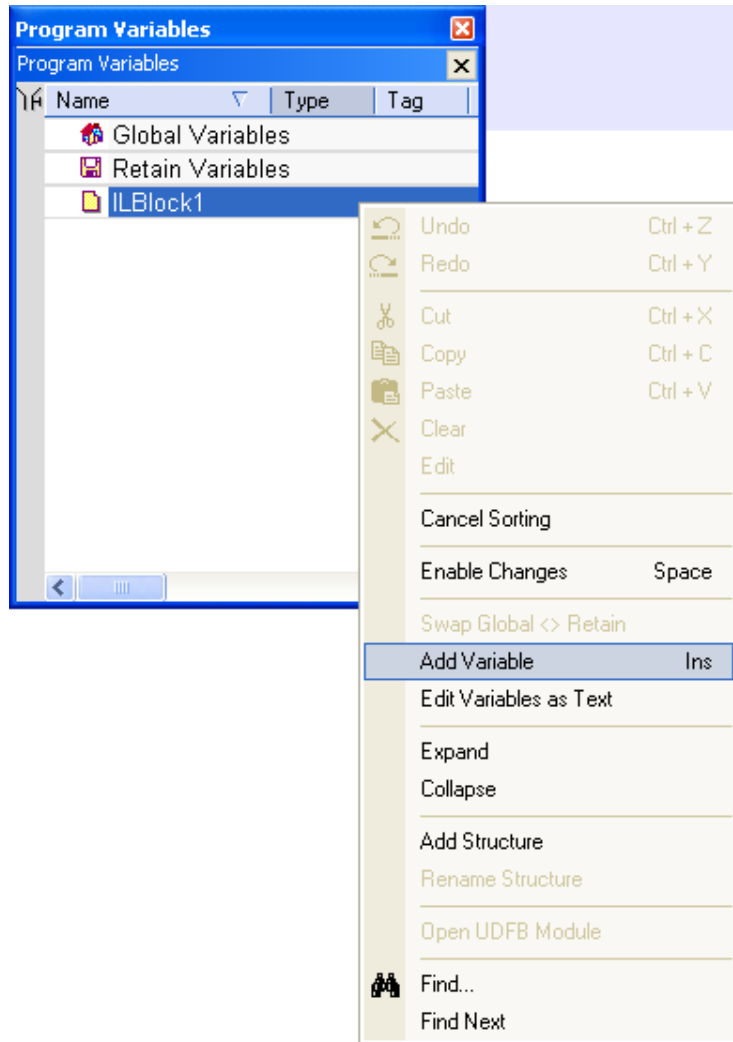 Program Variables
Program Variables
Name Type Tag
Global Variables
Retain Variables
ILBlock1
Undo Ctrl + Z
Redo Ctrl + Y
Cut Ctrl + X
Copy Ctrl + C
Paste Ctrl + V
Clear
Edit
Cancel Sorting
Enable Changes Space
Swap Global <> Retain
Add Variable Ins
Edit Variables as Text
Expand
Collapse
Add Structure
Rename Structure
Open UDFB Module
Find...
Find Next